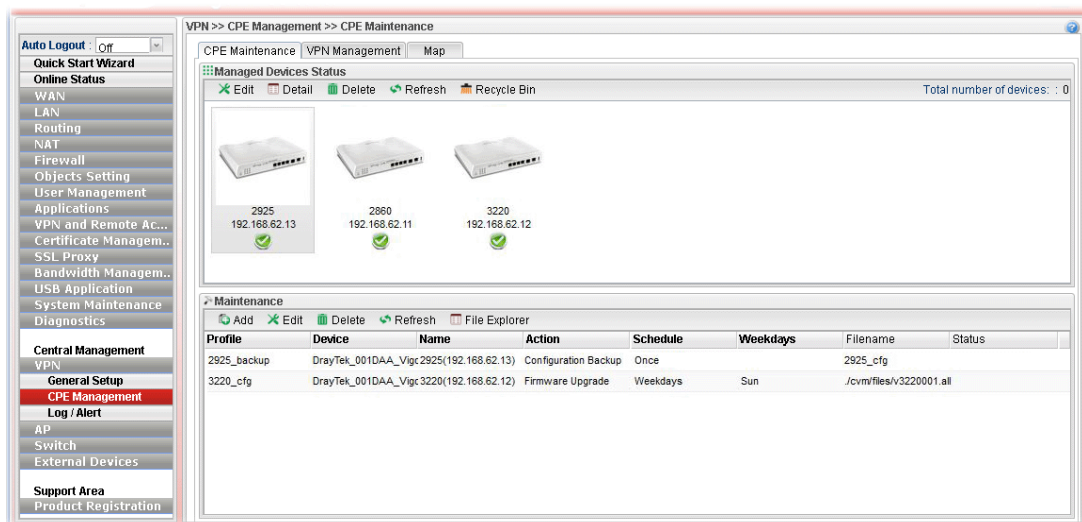 VPN >> CPE Management >> CPE Maintenance
Auto Logout : Off
Quick Start Wizard
Online Status
WAN
LAN
Routing
NAT
Firewall
Objects Setting
User Management
Applications
VPN and Remote Ac...
Certificate Managem..
SSL Proxy
Bandwidth Managem..
USB Application
System Maintenance
Diagnostics
Central Management
VPN
General Setup
CPE Management
Log / Alert
AP
Switch
External Devices
Support Area
Product Registration
CPE Maintenance VPN Management Map
Managed Devices Status
Edit Detail Delete Refresh Recycle Bin Total number of devices: : 0
2925 2860 3220
192.168.62.13 192.168.62.11 192.168.62.12
Maintenance
Add Edit Delete Refresh File Explorer
Profile Device Name Action Schedule Weekdays Filename Status
2925_backup DrayTek_001DAA_Vigc 2925(192.168.62.13) Configuration Backup Once 2925_cfg
3220_cfg DrayTek_001DAA_Vigc 3220(192.168.62.12) Firmware Upgrade Weekdays Sun ./cvm/files/v3220001.all